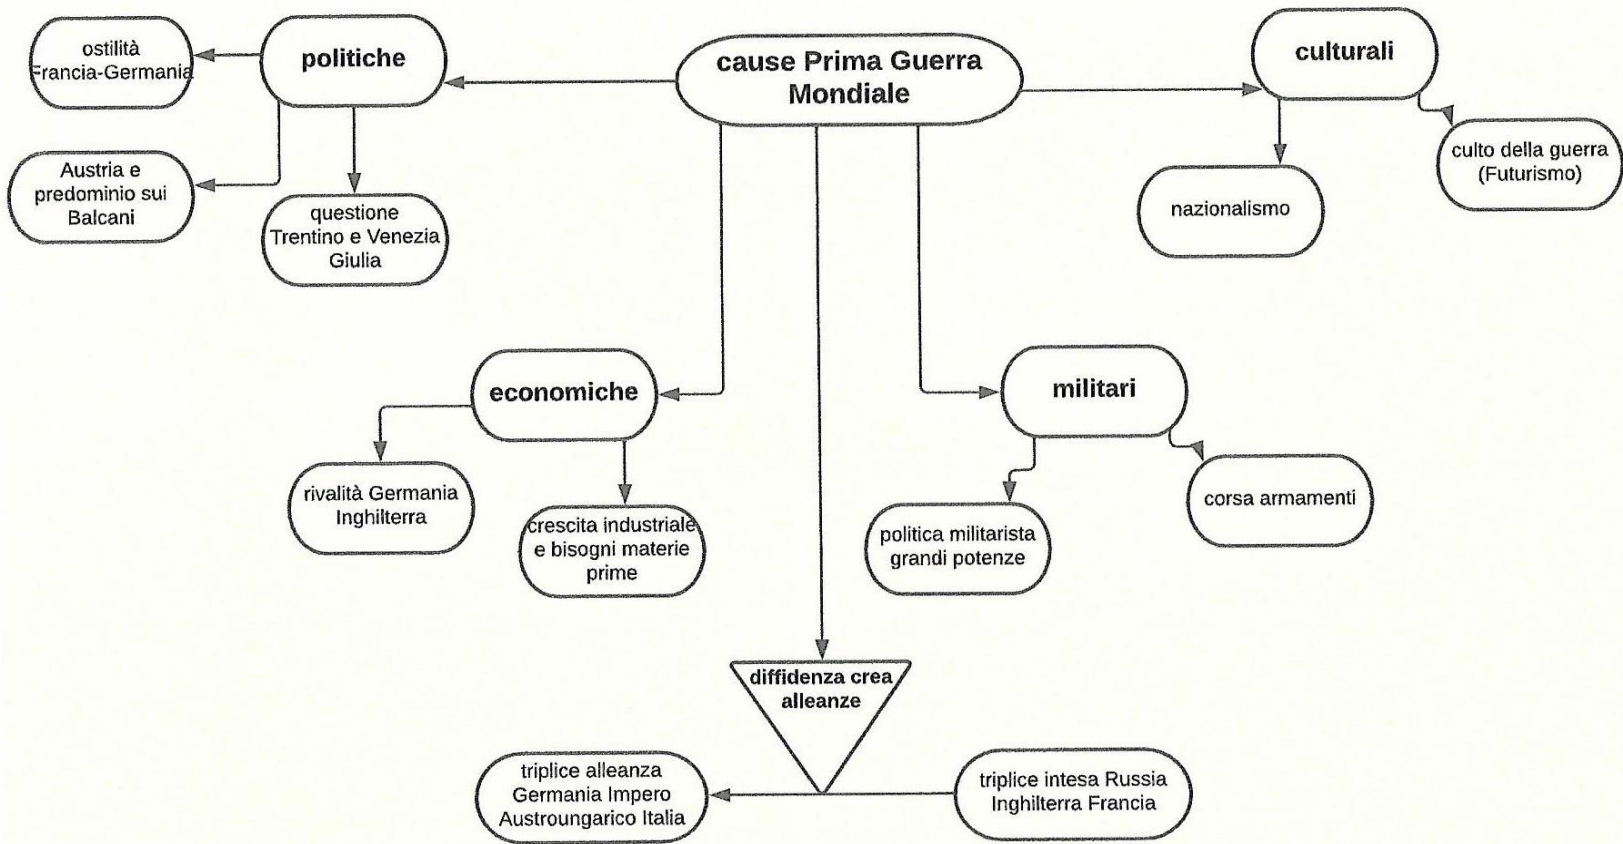 cause Prima Guerra
Mondiale
politiche
ostilità
Francia-Germania
Austria e
predominio sui
Balcani
questione
Trentino e Venezia
Giulia
culturali
nazionalismo
culto della guerra
(Futurismo)
economiche
rivalità Germania
Inghilterra
crescita industriale
e bisogni materie
prime
militari
politica militarista
grandi potenze
corsa armamenti
diffidenza crea
alleanze
triplice alleanza
Germania Impero
Austroungarico Italia
triplice intesa Russia
Inghilterra Francia